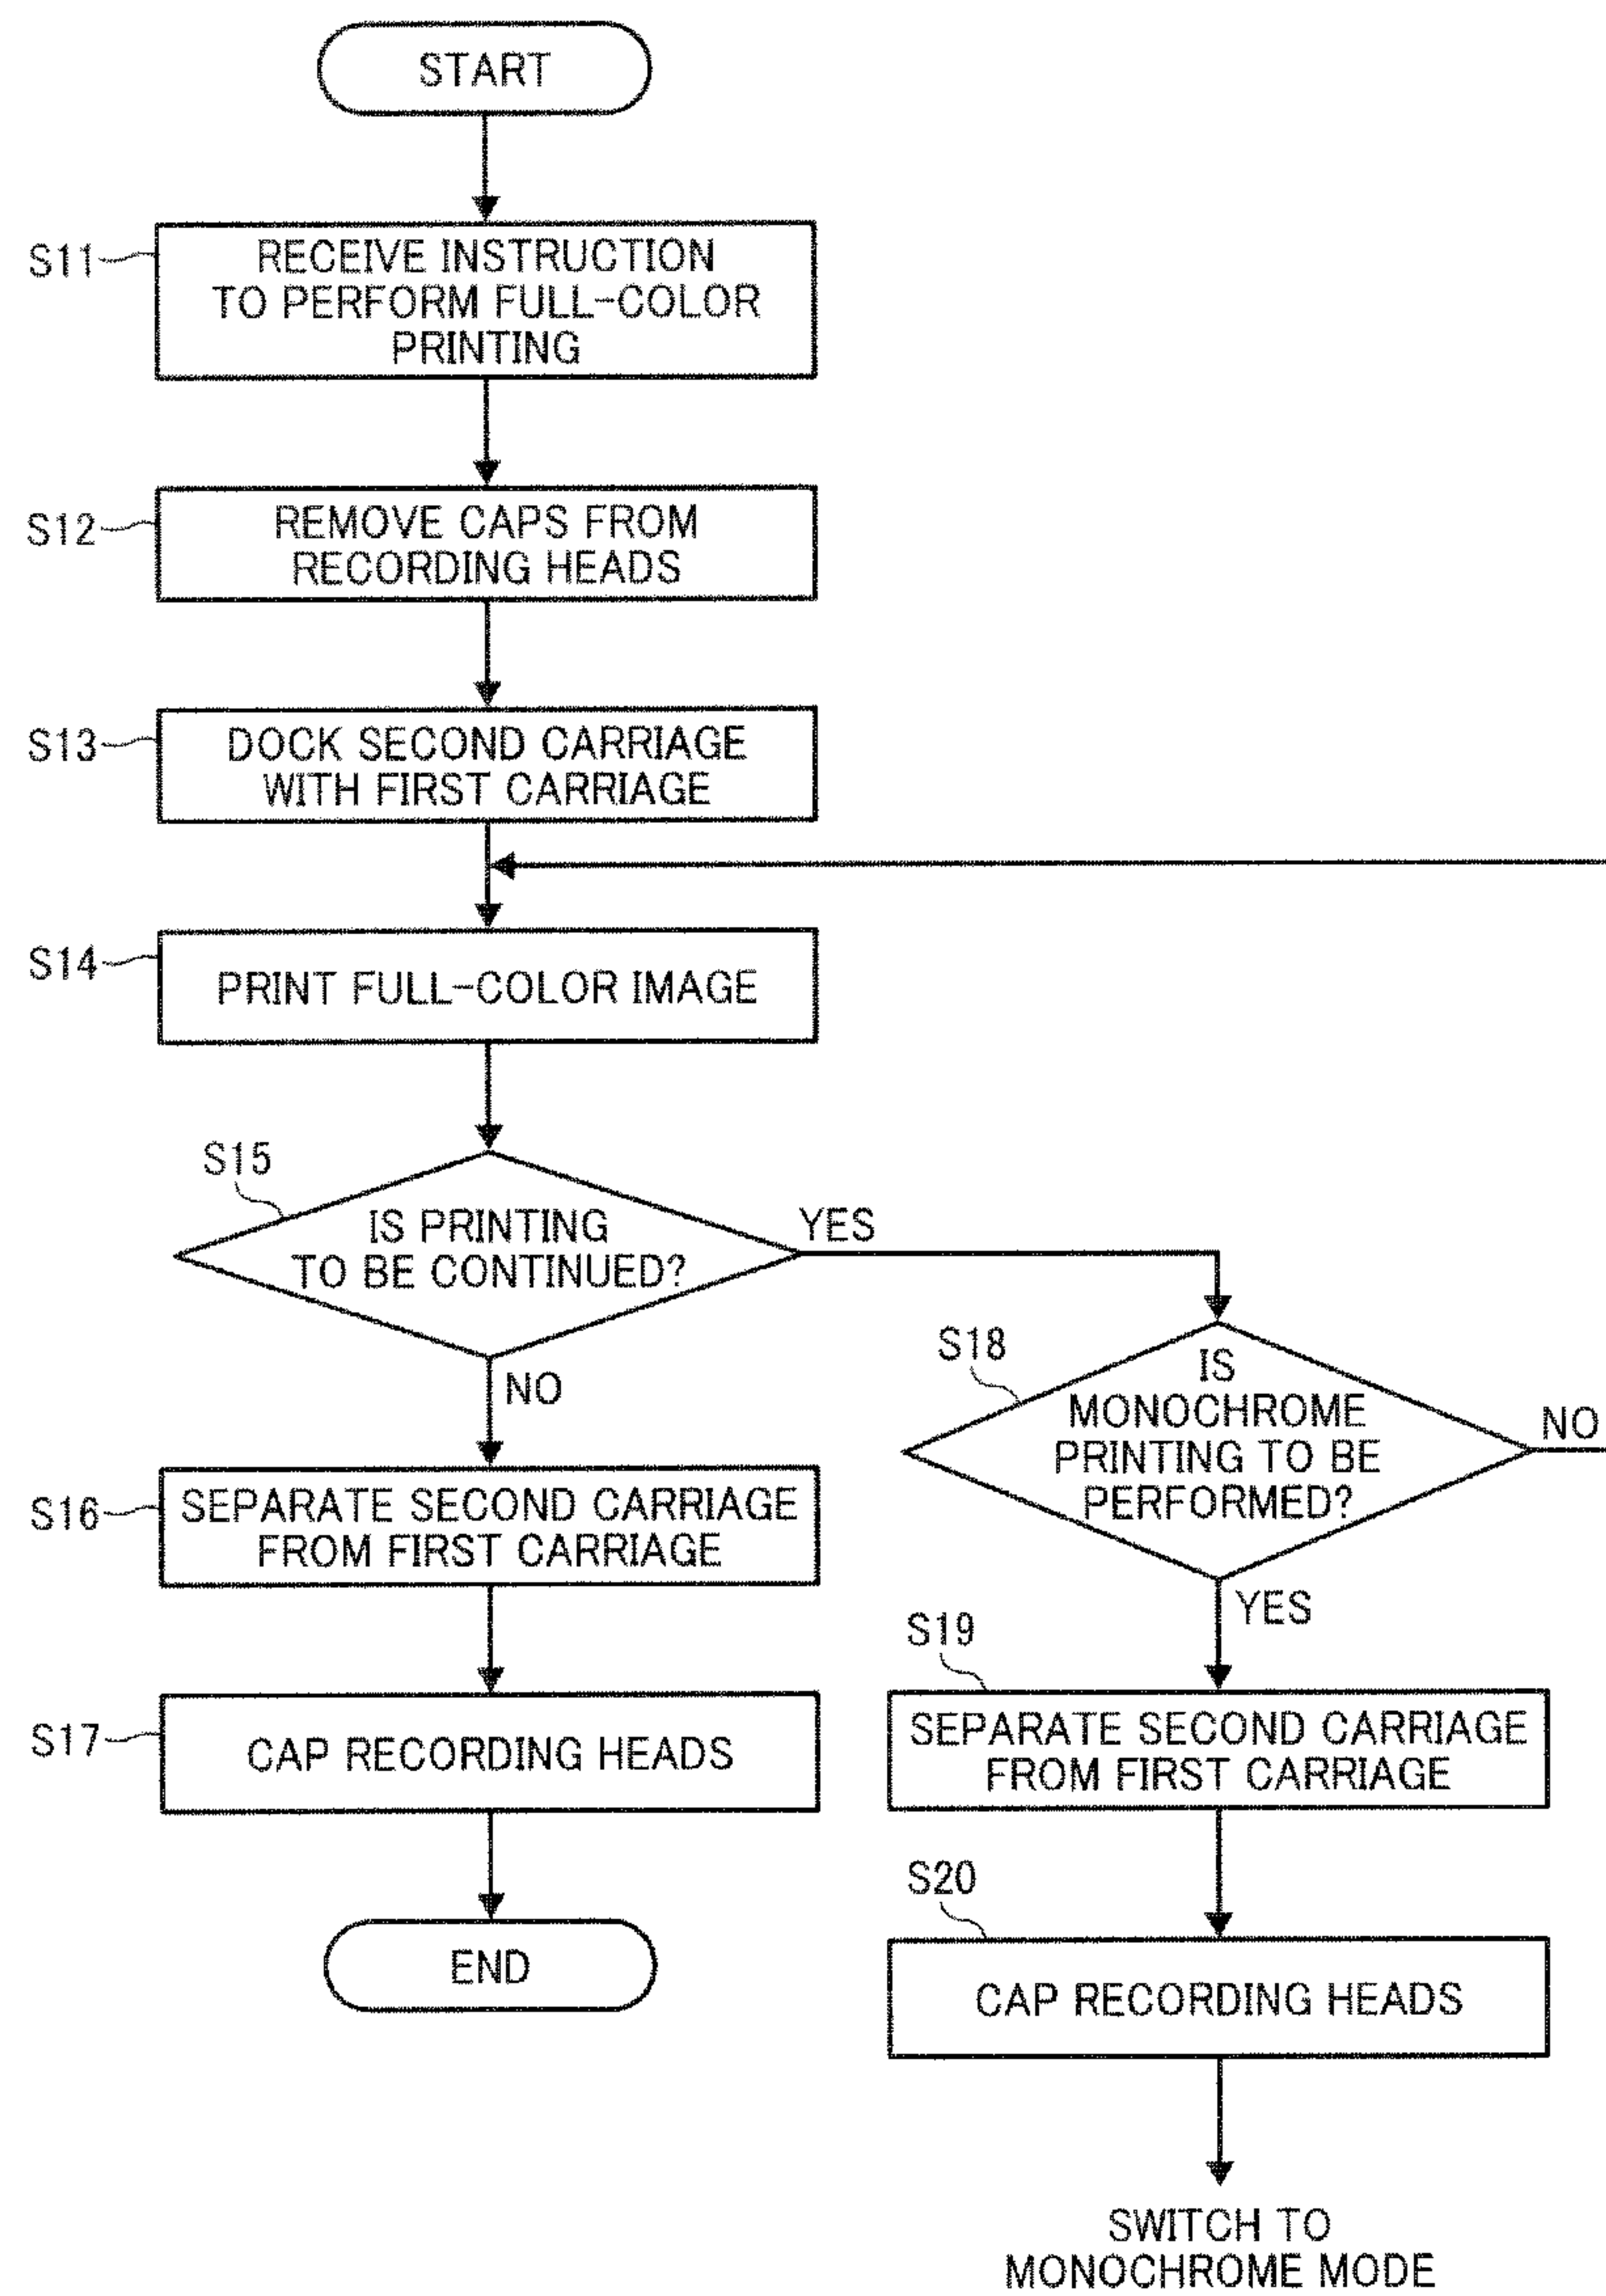 START
S11
RECEIVE INSTRUCTION
TO PERFORM FULL-COLOR
PRINTING
S12
REMOVE CAPS FROM
RECORDING HEADS
S13
DOCK SECOND CARRIAGE
WITH FIRST CARRIAGE
S14
PRINT FULL-COLOR IMAGE
S15
IS PRINTING
TO BE CONTINUED?
YES
NO
S16
SEPARATE SECOND CARRIAGE
FROM FIRST CARRIAGE
S17
CAP RECORDING HEADS
END
S18
IS
MONOCHROME
PRINTING TO BE
PERFORMED?
NO
YES
S19
SEPARATE SECOND CARRIAGE
FROM FIRST CARRIAGE
S20
CAP RECORDING HEADS
SWITCH TO
MONOCHROME MODE